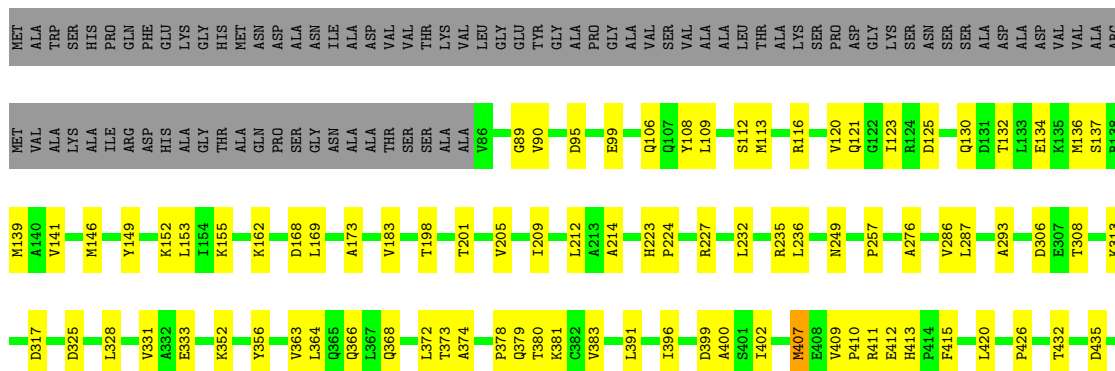 MET ALA TRP SER HIS PRO GLN PHE GLU LYS GLY HIS MET ASN ASP ALA ASN ILE ALA ASP VAL VAL THR LYS VAL LEU GLY GLU TYR GLY ALA PRO GLY ALA VAL SER VAL ALA ALA LEU THR ALA LYS SER PRO ASP GLY LYS SER ASN SER SER ALA ASP ALA ASP VAL VAL ALA ARG
MET VAL ALA LYS ALA ILE ARG ASP HIS ALA GLY THR ALA GLN PRO SER GLY ASN ALA ALA THR SER SER ALA ALA V86 G89 V90 D95 E99 Q106 Q107 Y108 L109 S112 M113 R116 V120 Q121 G122 I123 R124 D125 Q130 D131 T132 L133 E134 K135 M136 S137 R138
M139 A140 V141 M146 Y149 K152 L153 I154 K155 K162 D168 L169 A173 V183 T198 T201 V205 I209 L212 A213 A214 H223 P224 R227 L232 R235 L236 N249 P257 A276 V286 L287 A293 D306 E307 T308 K313
D317 D325 L328 V331 A332 E333 K352 Y356 V363 L364 Q365 Q366 L367 Q368 L372 T373 A374 P378 Q379 T380 K381 C382 V383 L391 I396 D399 A400 S401 I402 M407 E408 V409 P410 R411 E412 H413 P414 F415 L420 P426 T432 D435